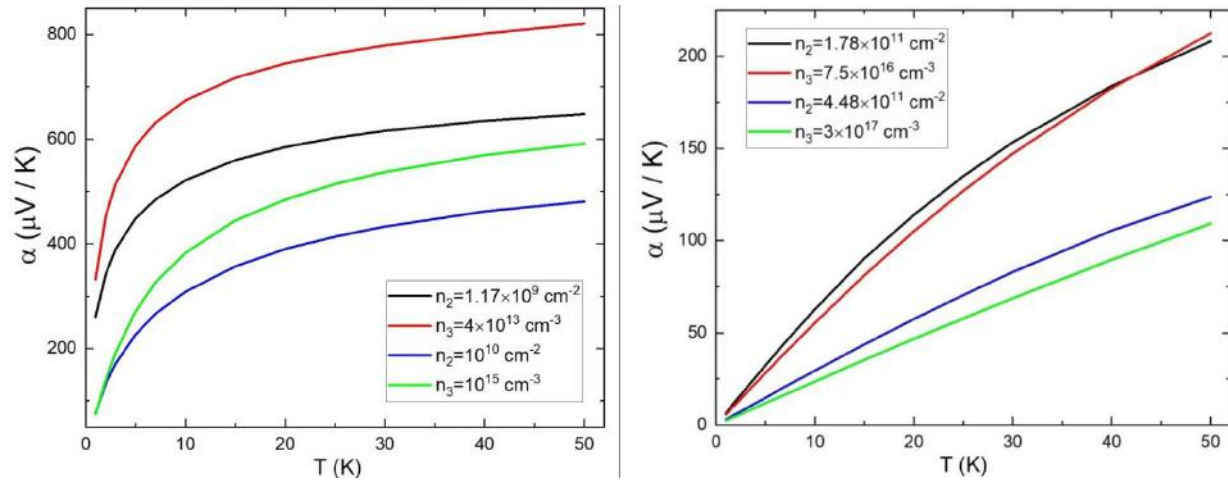 800
600
400
200
α (μV / K)
n₂=1.17×10⁹ cm⁻²
n₃=4×10¹³ cm⁻³
n₂=10¹⁰ cm⁻²
n₃=10¹⁵ cm⁻³
0 10 20 30 40 50
T (K)
200
150
100
50
0
α (μV / K)
n₂=1.78×10¹¹ cm⁻²
n₃=7.5×10¹⁶ cm⁻³
n₂=4.48×10¹¹ cm⁻²
n₃=3×10¹⁷ cm⁻³
0 10 20 30 40 50
T (K)